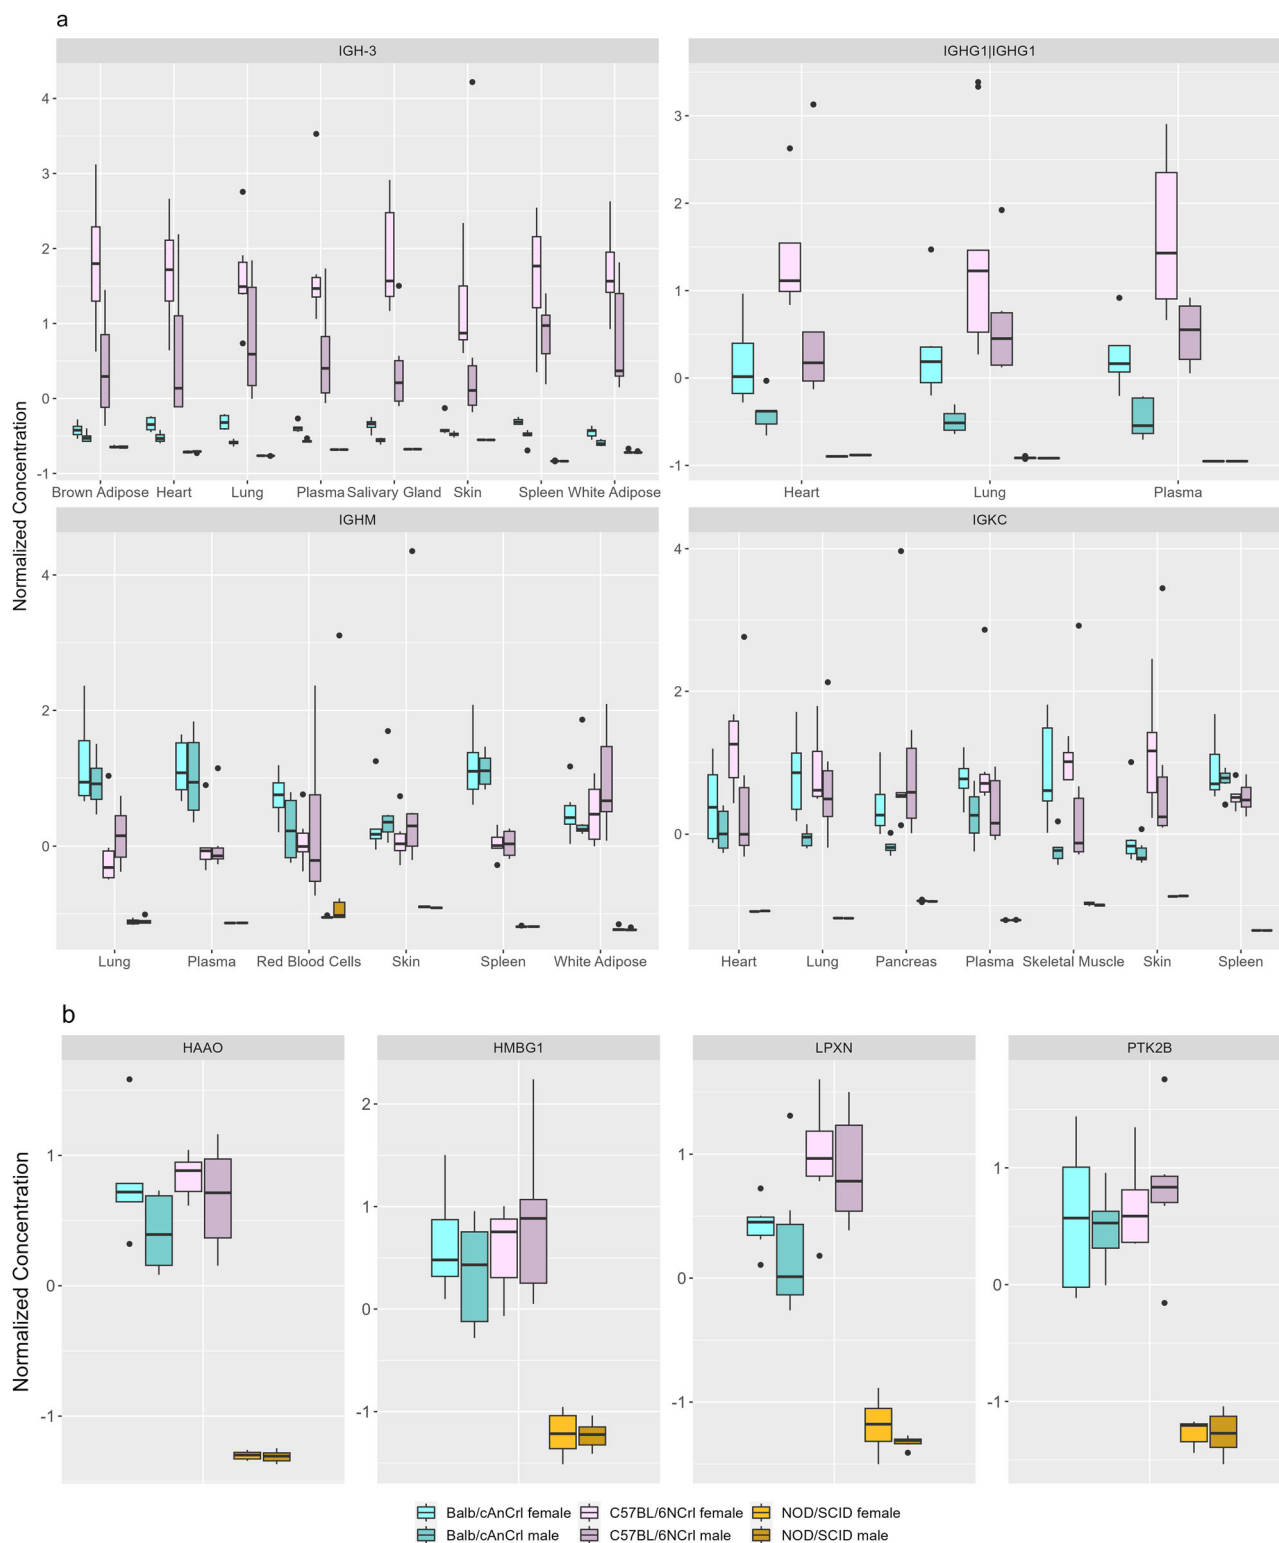 a
IGH-3
IGHG1|IGHG1
4
3
2
1
0
-1
Brown Adipose Heart Lung Plasma Salivary Gland Skin Spleen White Adipose
3
2
1
0
-1
Heart Lung Plasma
Normalized Concentration
IGHM
IGKC
4
2
0
Lung Plasma Red Blood Cells Skin Spleen White Adipose
4
2
0
Heart Lung Pancreas Plasma Skeletal Muscle Skin Spleen
b
HAAO
HMBG1
LPXN
PTK2B
Normalized Concentration
1
0
-1
2
1
0
-1
1
0
-1
1
0
-1
Balb/cAnCrl female C57BL/6NCrl female NOD/SCID female
Balb/cAnCrl male C57BL/6NCrl male NOD/SCID male